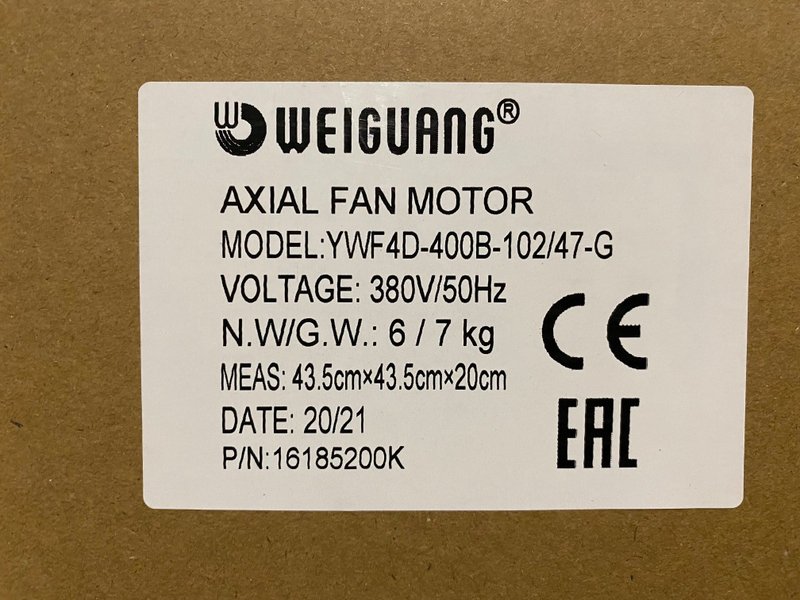 WEIGUANG®
AXIAL FAN MOTOR
MODEL:YWF4D-400B-102/47-G
VOLTAGE: 380V/50Hz
N.W/G.W.: 6 / 7 kg
MEAS: 43.5cm×43.5cm×20cm
DATE: 20/21
P/N:16185200K
CE
EAC